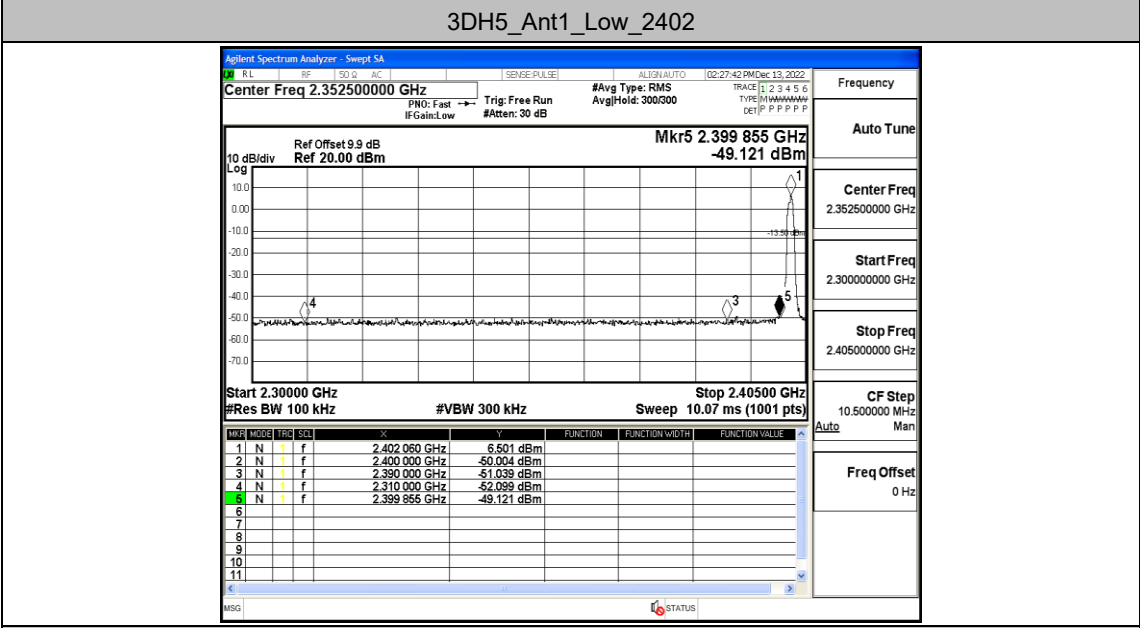 3DH5_Ant1_Low_2402
Agilent Spectrum Analyzer - Swept SA
RL RF 50 Ω AC SENSE:PULSE ALIGNAUTO 02:27:42 PMDec 13, 2022
Center Freq 2.352500000 GHz
PNO: Fast
IFGain:Low
Trig: Free Run
#Atten: 30 dB
#Avg Type: RMS
Avg|Hold: 300/300
TRACE 1 2 3 4 5 6
TYPE MWWWWW
DET P P P P P P
Frequency
Auto Tune
Center Freq
2.352500000 GHz
Start Freq
2.300000000 GHz
Stop Freq
2.405000000 GHz
CF Step
10.500000 MHz
Auto Man
Freq Offset
0 Hz
Mkr5 2.399 855 GHz
-49.121 dBm
Ref Offset 9.9 dB
10 dB/div Ref 20.00 dBm
Log
10.0
0.00
-10.0
-20.0
-30.0
-40.0
-50.0
-60.0
-70.0
1
-13.50 dBm
4
3
5
Start 2.30000 GHz Stop 2.40500 GHz
#Res BW 100 kHz #VBW 300 kHz Sweep 10.07 ms (1001 pts)
MKR MODE TRC SCL X Y FUNCTION FUNCTION WIDTH FUNCTION VALUE
1 N 1 f 2.402 060 GHz 6.501 dBm
2 N 1 f 2.400 000 GHz -50.004 dBm
3 N 1 f 2.390 000 GHz -51.039 dBm
4 N 1 f 2.310 000 GHz -52.099 dBm
5 N 1 f 2.399 855 GHz -49.121 dBm
6
7
8
9
10
11
MSG STATUS